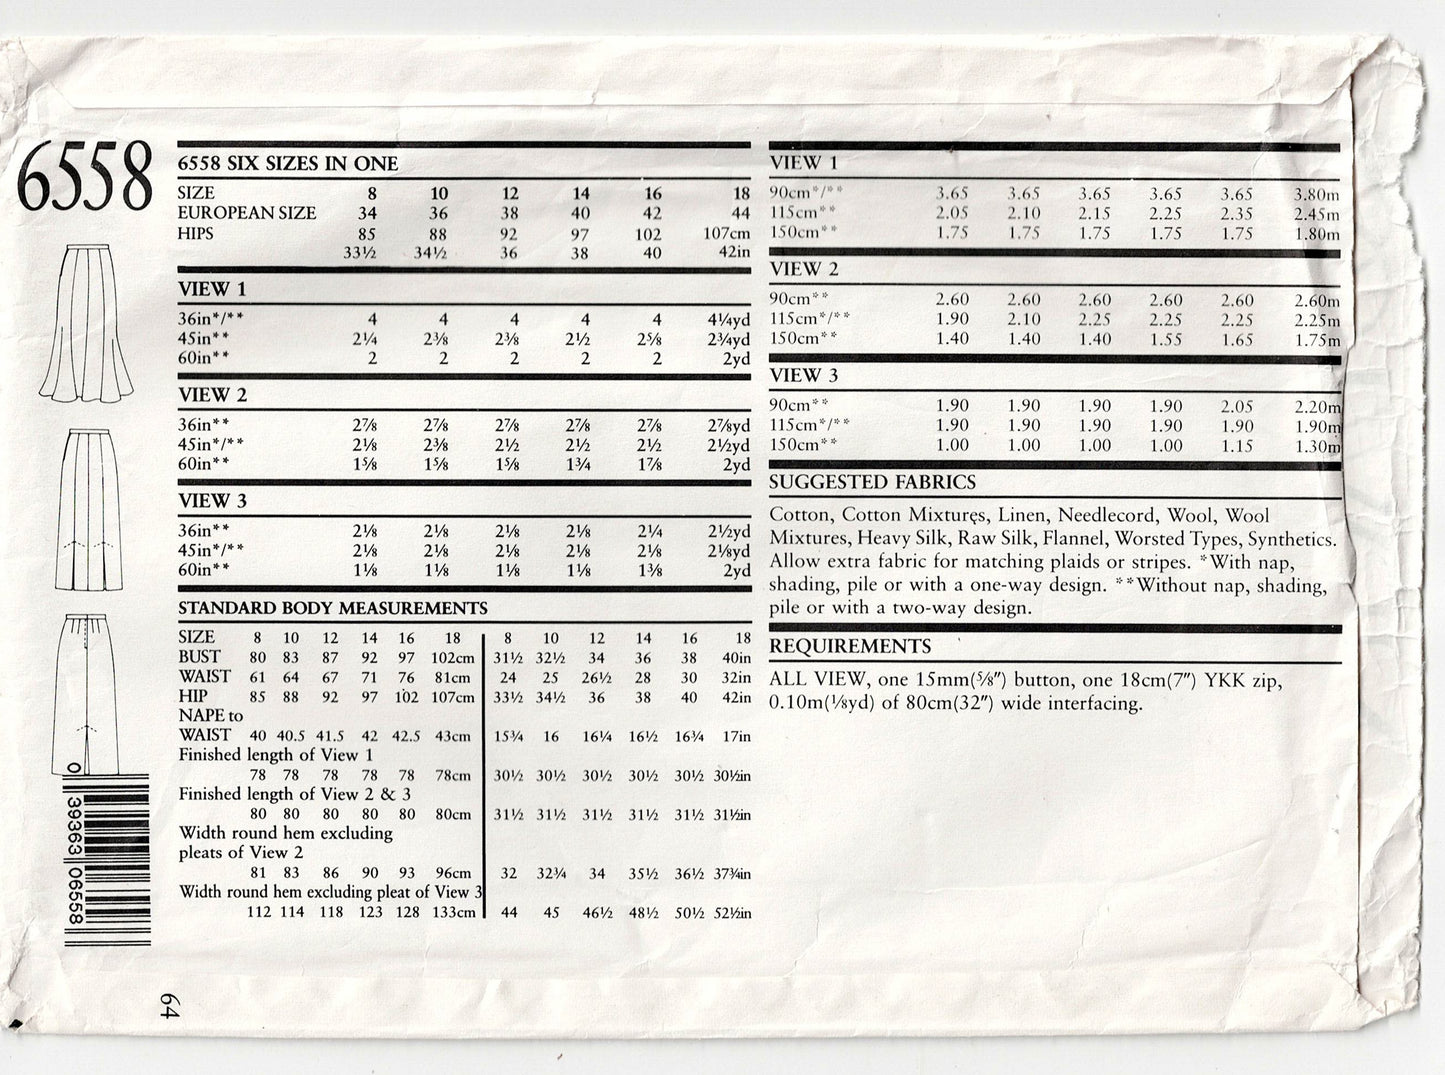 6558
6558 SIX SIZES IN ONE
SIZE 8 10 12 14 16 18
EUROPEAN SIZE 34 36 38 40 42 44
HIPS 85 88 92 97 102 107cm
33½ 34½ 36 38 40 42in
VIEW 1
36in*/** 4 4 4 4 4 4¼yd
45in** 2¼ 2⅜ 2⅜ 2½ 2⅝ 2¾yd
60in** 2 2 2 2 2 2yd
VIEW 2
36in** 2⅞ 2⅞ 2⅞ 2⅞ 2⅞ 2⅞yd
45in*/** 2⅛ 2⅜ 2½ 2½ 2½ 2½yd
60in** 1⅝ 1⅝ 1⅝ 1¾ 1⅞ 2yd
VIEW 3
36in** 2⅛ 2⅛ 2⅛ 2⅛ 2¼ 2½yd
45in*/** 2⅛ 2⅛ 2⅛ 2⅛ 2⅛ 2⅛yd
60in** 1⅛ 1⅛ 1⅛ 1⅛ 1⅜ 2yd
STANDARD BODY MEASUREMENTS
SIZE 8 10 12 14 16 18 8 10 12 14 16 18
BUST 80 83 87 92 97 102cm 31½ 32½ 34 36 38 40in
WAIST 61 64 67 71 76 81cm 24 25 26½ 28 30 32in
HIP 85 88 92 97 102 107cm 33½ 34½ 36 38 40 42in
NAPE to
WAIST 40 40.5 41.5 42 42.5 43cm 15¾ 16 16¼ 16½ 16¾ 17in
Finished length of View 1
78 78 78 78 78 78cm 30½ 30½ 30½ 30½ 30½ 30½in
Finished length of View 2 & 3
80 80 80 80 80 80cm 31½ 31½ 31½ 31½ 31½ 31½in
Width round hem excluding
pleats of View 2
81 83 86 90 93 96cm 32 32¾ 34 35½ 36½ 37¾in
Width round hem excluding pleat of View 3
112 114 118 123 128 133cm 44 45 46½ 48½ 50½ 52½in
VIEW 1
90cm*/** 3.65 3.65 3.65 3.65 3.65 3.80m
115cm** 2.05 2.10 2.15 2.25 2.35 2.45m
150cm** 1.75 1.75 1.75 1.75 1.75 1.80m
VIEW 2
90cm** 2.60 2.60 2.60 2.60 2.60 2.60m
115cm*/** 1.90 2.10 2.25 2.25 2.25 2.25m
150cm** 1.40 1.40 1.40 1.55 1.65 1.75m
VIEW 3
90cm** 1.90 1.90 1.90 1.90 2.05 2.20m
115cm*/** 1.90 1.90 1.90 1.90 1.90 1.90m
150cm** 1.00 1.00 1.00 1.00 1.15 1.30m
SUGGESTED FABRICS
Cotton, Cotton Mixtures, Linen, Needlecord, Wool, Wool
Mixtures, Heavy Silk, Raw Silk, Flannel, Worsted Types, Synthetics.
Allow extra fabric for matching plaids or stripes. *With nap,
shading, pile or with a one-way design. **Without nap, shading,
pile or with a two-way design.
REQUIREMENTS
ALL VIEW, one 15mm(⅝″) button, one 18cm(7″) YKK zip,
0.10m(⅛yd) of 80cm(32″) wide interfacing.
0 39363 06558
64